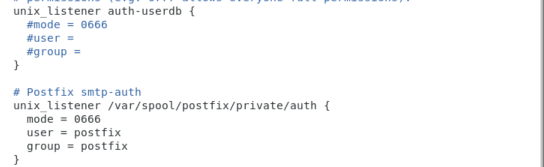 unix_listener auth-userdb {
#mode = 0666
#user =
#group =
}
# Postfix smtp-auth
unix_listener /var/spool/postfix/private/auth {
mode = 0666
user = postfix
group = postfix
}